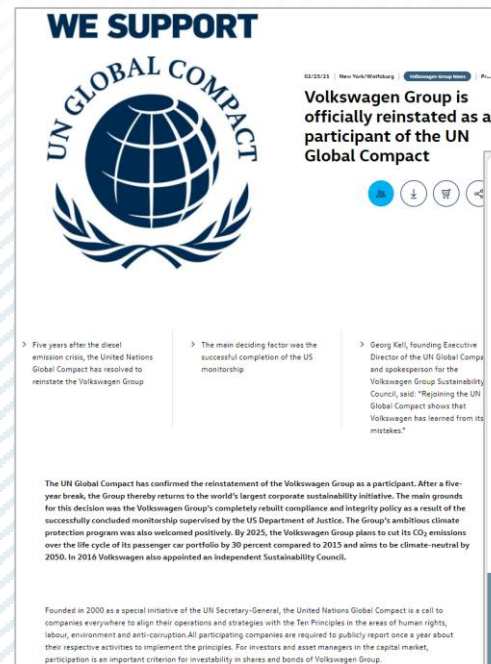 WE SUPPORT
UN GLOBAL COMPACT
02/25/21 | New York/Wolfsburg | Volkswagen Group News
Volkswagen Group is
officially reinstated as a
participant of the UN
Global Compact
Five years after the diesel
emission crisis, the United Nations
Global Compact has resolved to
reinstate the Volkswagen Group
The main deciding factor was the
successful completion of the US
monitorship
Georg Kell, founding Executive
Director of the UN Global Compa
and spokesperson for the
Volkswagen Group Sustainability
Council, said: "Rejoining the UN
Global Compact shows that
Volkswagen has learned from its
mistakes."
The UN Global Compact has confirmed the reinstatement of the Volkswagen Group as a participant. After a five-
year break, the Group thereby returns to the world's largest corporate sustainability initiative. The main grounds
for this decision was the Volkswagen Group's completely rebuilt compliance and integrity policy as a result of the
successfully concluded monitorship supervised by the US Department of Justice. The Group's ambitious climate
protection program was also welcomed positively. By 2025, the Volkswagen Group plans to cut its CO₂ emissions
over the life cycle of its passenger car portfolio by 30 percent compared to 2015 and aims to be climate-neutral by
2050. In 2016 Volkswagen also appointed an independent Sustainability Council.
Founded in 2000 as a special initiative of the UN Secretary-General, the United Nations Global Compact is a call to
companies everywhere to align their operations and strategies with the Ten Principles in the areas of human rights,
labour, environment and anti-corruption.All participating companies are required to publicly report once a year about
their respective activities to implement the principles. For investors and asset managers in the capital market,
participation is an important criterion for investability in shares and bonds of Volkswagen Group.